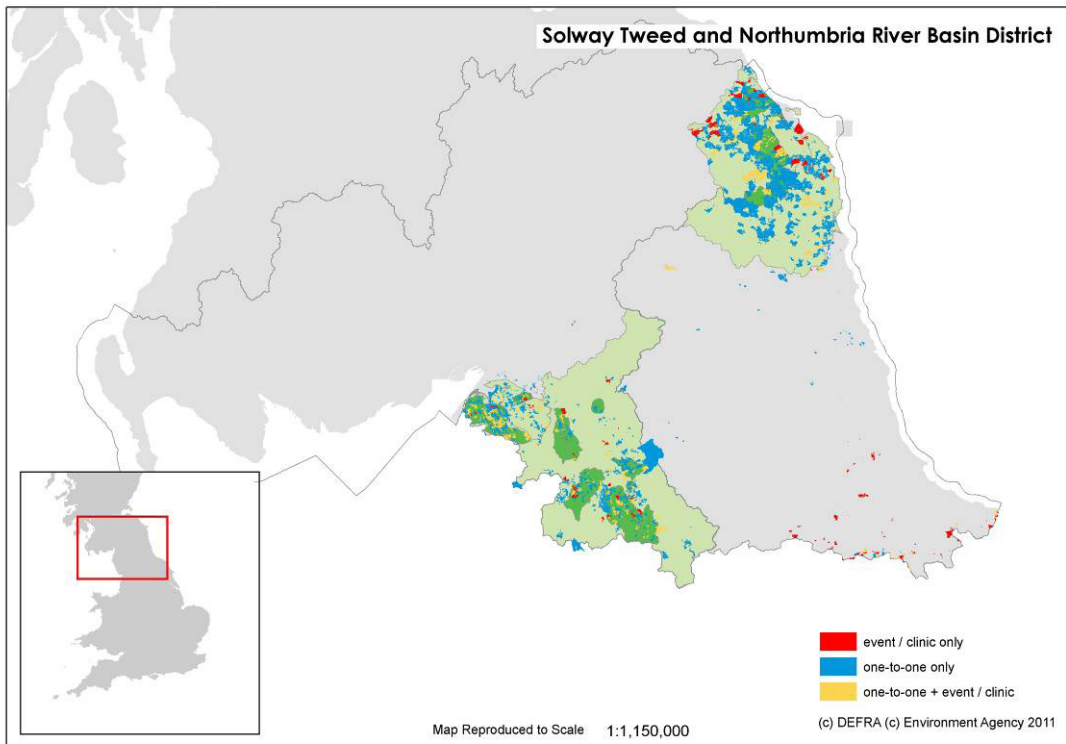 Solway Tweed and Northumbria River Basin District
event / clinic only
one-to-one only
one-to-one + event / clinic
(c) DEFRA (c) Environment Agency 2011
Map Reproduced to Scale 1:1,150,000